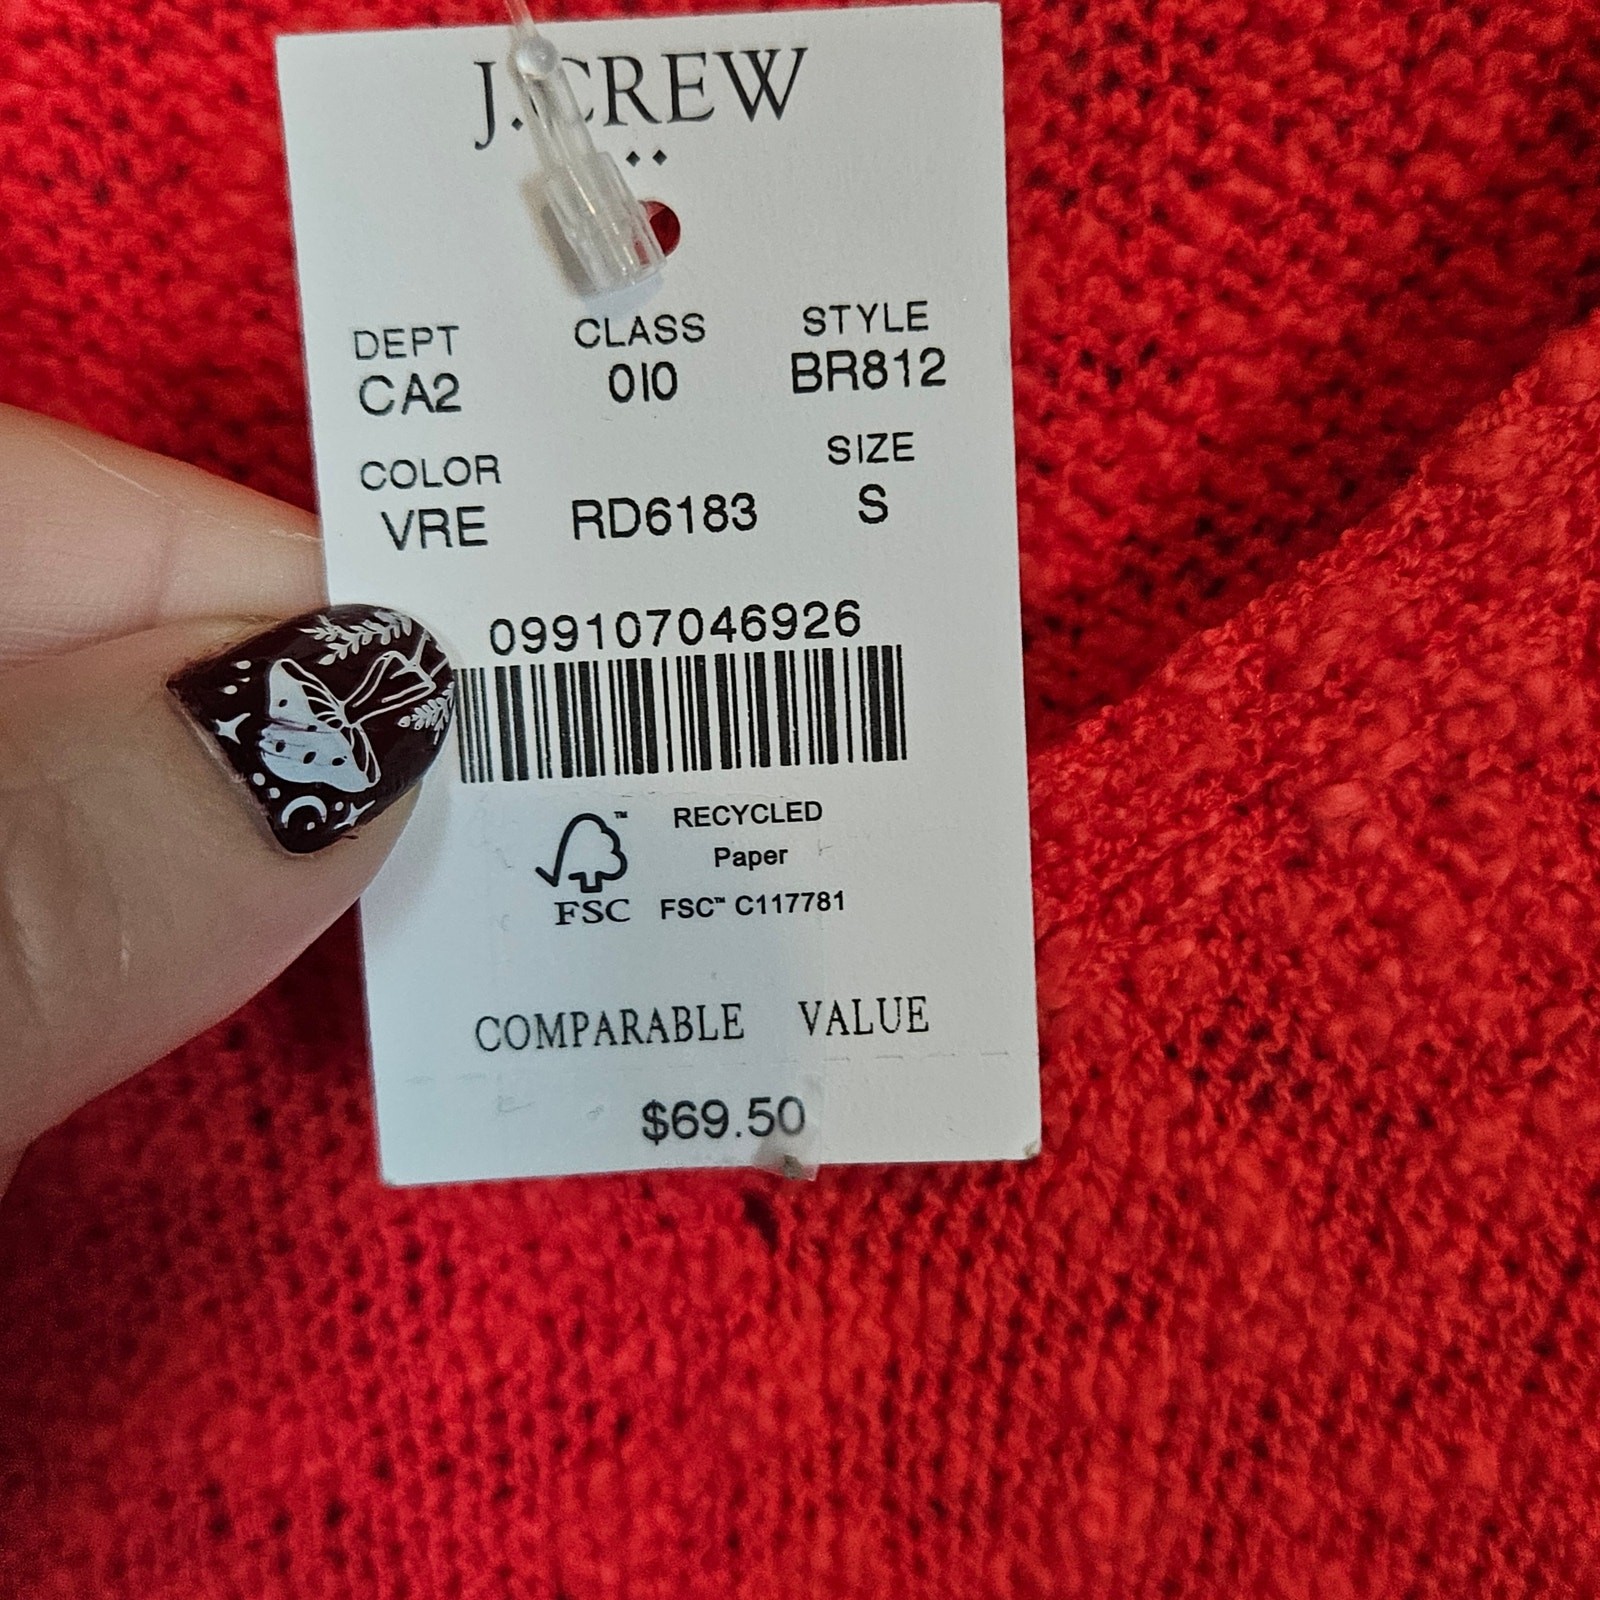 J.CREW
DEPT CLASS STYLE
CA2 010 BR812
COLOR SIZE
VRE RD6183 S
099107046926
™ RECYCLED
Paper
FSC FSC™ C117781
COMPARABLE VALUE
$69.50